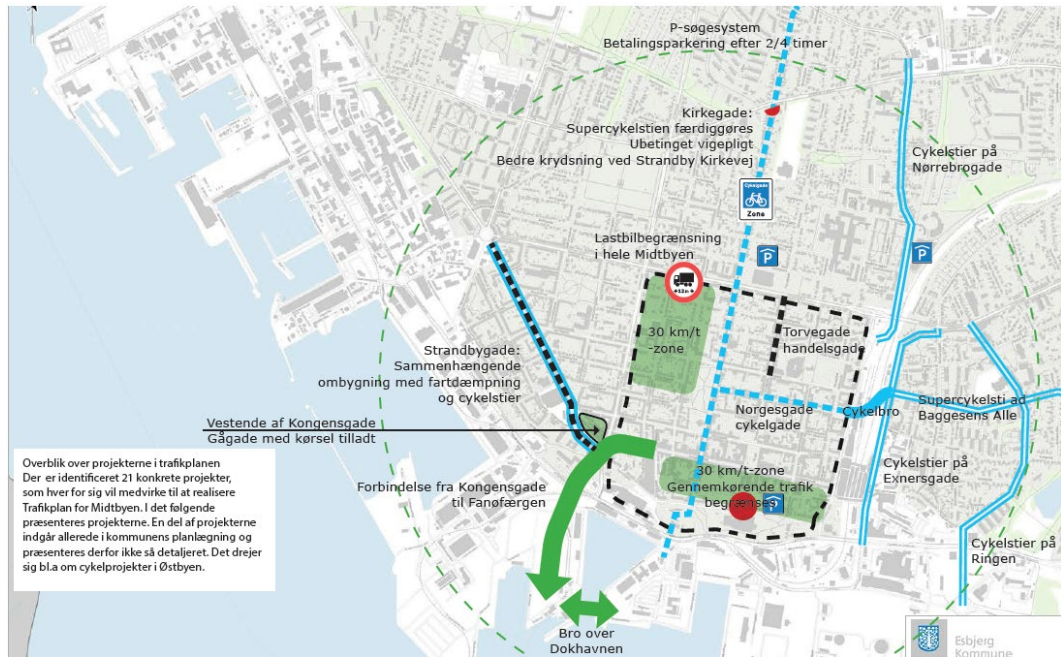 P-søgesystem
Betalingsparkering efter 2/4 timer
Kirkegade:
Supercykelstien færdiggøres
Ubetinget vigepligt
Bedre krydsning ved Strandby Kirkevej
Cykelstier på
Nørrebrogade
Cykelgade
Zone
Lastbilbegrænsning
i hele Midtbyen
P
P
30 km/t
-zone
Torvegade
handelsgade
Strandbygade:
Sammenhængende
ombygning med fartdæmpning
og cykelstier
Norgesgade
cykelgade
Cykelbro
Supercykelsti ad
Baggesens Alle
Vestende af Kongensgade
Gågade med kørsel tilladt
Overblik over projekterne i trafikplanen
Der er identificeret 21 konkrete projekter,
som hver for sig vil medvirke til at realisere
Trafikplan for Midtbyen. I det følgende
præsenteres projekterne. En del af projekterne
indgår allerede i kommunens planlægning og
præsenteres derfor ikke så detaljeret. Det drejer
sig bl.a om cykelprojekter i Østbyen.
Forbindelse fra Kongensgade
til Fanøfærgen
30 km/t-zone
Gennemkørende trafik
begrænses
P
Cykelstier på
Exnersgade
Cykelstier på
Ringen
Bro over
Dokhavnen
Esbjerg
Kommune